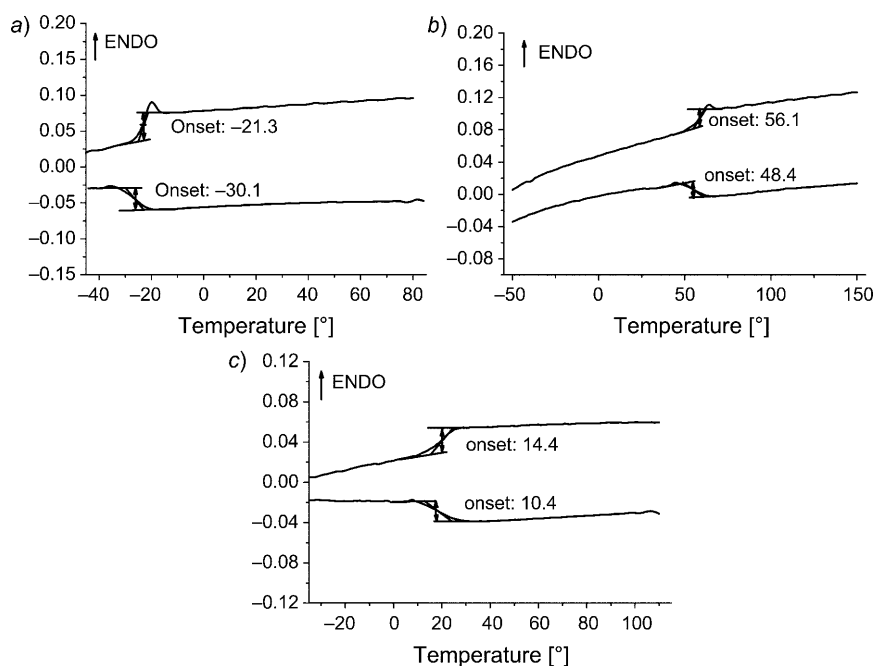 a)
ENDO
0.20
0.15
0.10
0.05
0.00
–0.05
–0.10
–0.15
Onset: –21.3
Onset: –30.1
–40 –20 0 20 40 60 80
Temperature [°]
b)
ENDO
0.20
0.16
0.12
0.08
0.04
0.00
–0.04
–0.08
onset: 56.1
onset: 48.4
–50 0 50 100 150
Temperature [°]
c)
ENDO
0.12
0.08
0.04
0.00
–0.04
–0.08
–0.12
onset: 14.4
onset: 10.4
–20 0 20 40 60 80 100
Temperature [°]